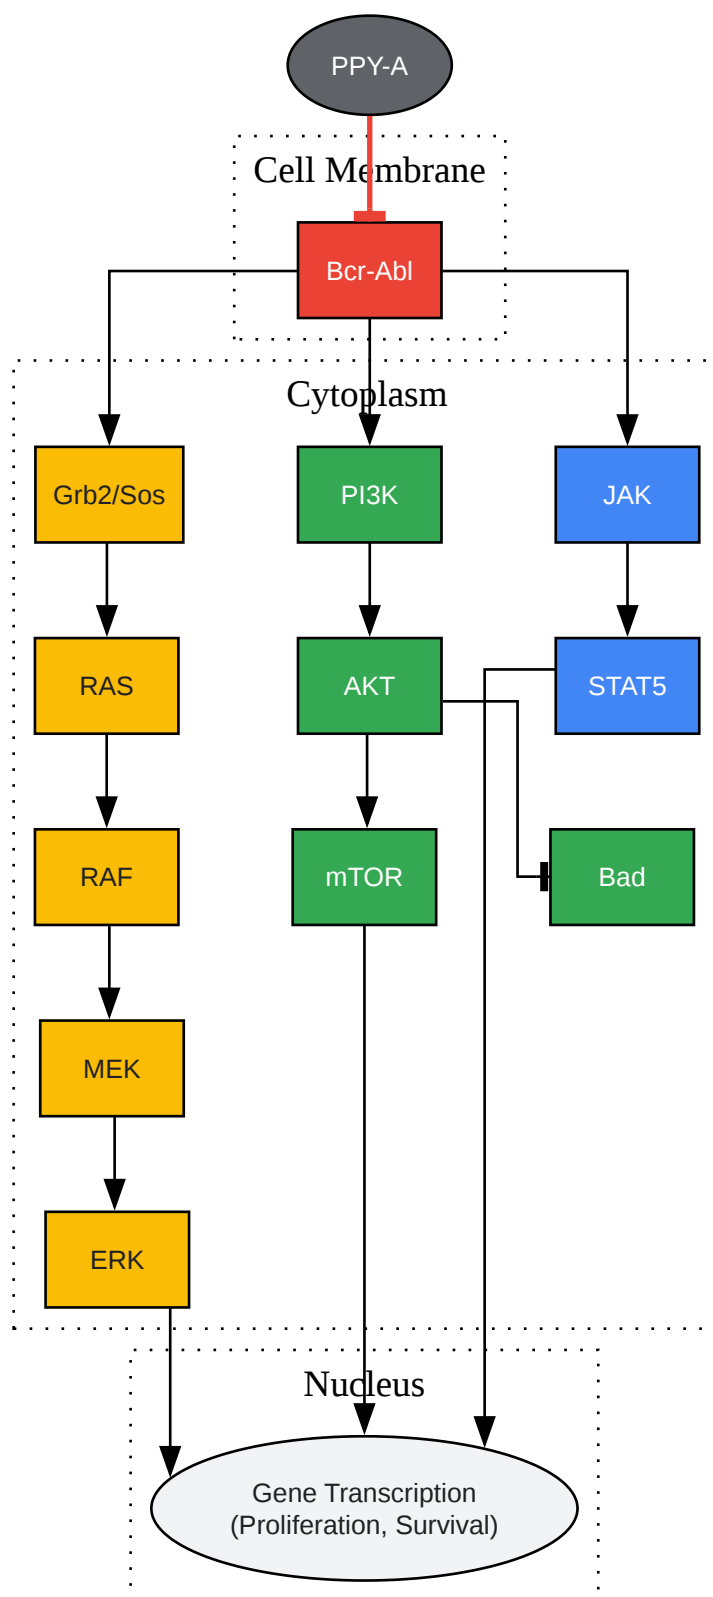 PPY-A
Cell Membrane
Bcr-Abl
Cytoplasm
Grb2/Sos
PI3K
JAK
RAS
AKT
STAT5
RAF
mTOR
Bad
MEK
ERK
Nucleus
Gene Transcription
(Proliferation, Survival)